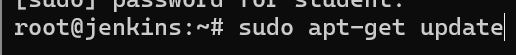 [sudo] password for student:
root@jenkins:~# sudo apt-get update